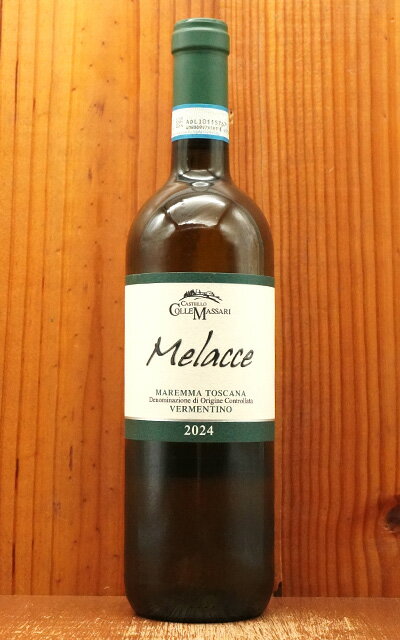 CASTELLO
COLLEMASSARI
Melacce
MAREMMA TOSCANA
Denominazione di Origine Controllata
VERMENTINO
2024